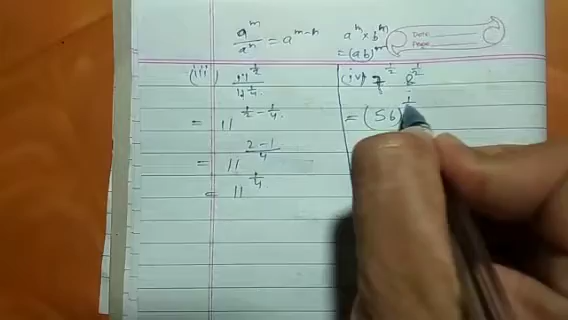 a^m/a^n = a^{m-n}
a^m × b^m
= (ab)^m
Date
Page
(iii) 11^{1/2}/11^{1/4}
= 11^{1/2 - 1/4}
= 11^{(2-1)/4}
= 11^{1/4}
(iv) 7^{1/2} 8^{1/2}
= (56)^{1/2}